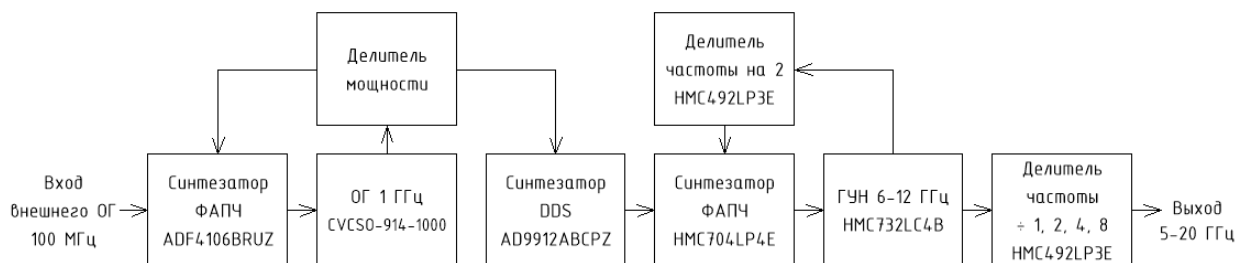 Делитель
мощности
Делитель
частоты на 2
HMC492LP3E
Вход
внешнего ОГ
100 МГц
Синтезатор
ФАПЧ
ADF4106BRUZ
ОГ 1 ГГц
CVCSO-914-1000
Синтезатор
DDS
AD9912ABCPZ
Синтезатор
ФАПЧ
HMC704LP4E
ГУН 6-12 ГГц
HMC732LC4B
Делитель
частоты
÷ 1, 2, 4, 8
HMC492LP3E
Выход
5-20 ГГц